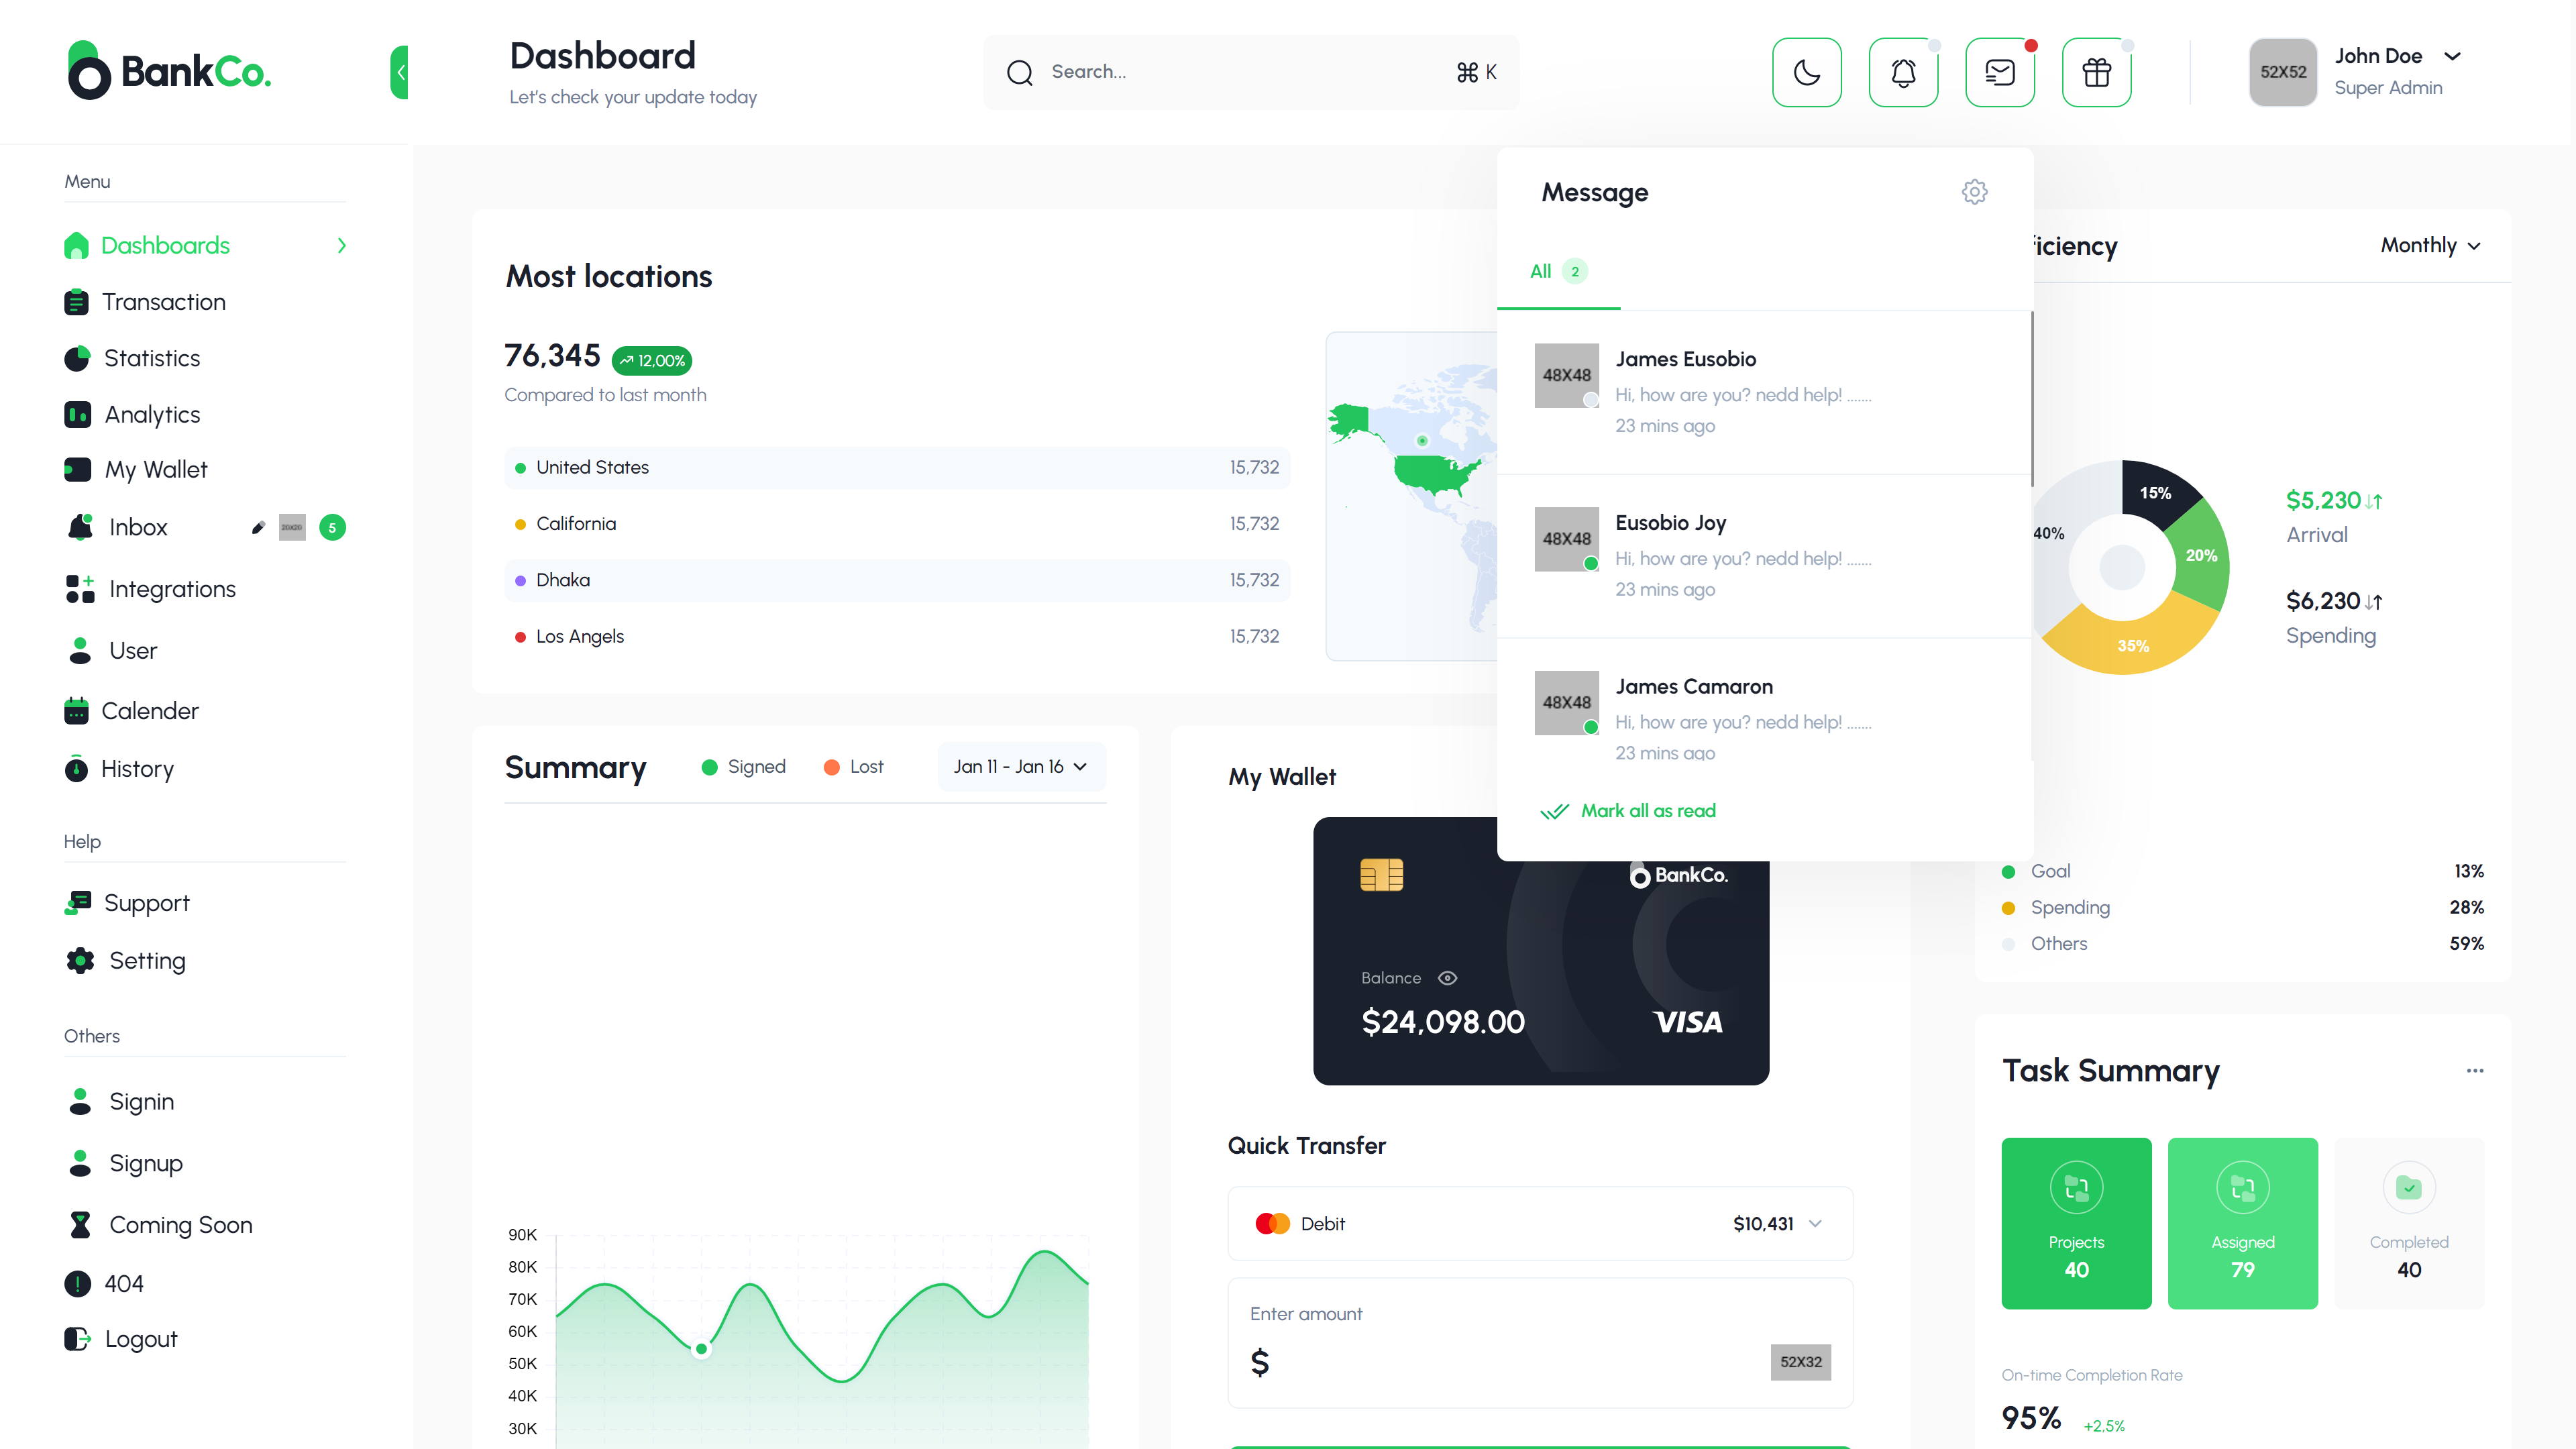 BankCo.
Dashboard
Let's check your update today
Search...
⌘ K
52X52
John Doe
Super Admin
Menu
Dashboards
Transaction
Statistics
Analytics
My Wallet
Inbox
20X20
5
Integrations
User
Calender
History
Help
Support
Setting
Others
Signin
Signup
Coming Soon
404
Logout
Most locations
76,345
12,00%
Compared to last month
United States 15,732
California 15,732
Dhaka 15,732
Los Angels 15,732
Message
All 2
48X48
James Eusobio
Hi, how are you? nedd help! .......
23 mins ago
48X48
Eusobio Joy
Hi, how are you? nedd help! .......
23 mins ago
48X48
James Camaron
Hi, how are you? nedd help! .......
23 mins ago
Mark all as read
ficiency
Monthly
15%
20%
35%
40%
$5,230
Arrival
$6,230
Spending
Goal 13%
Spending 28%
Others 59%
Summary
Signed
Lost
Jan 11 - Jan 16
90K
80K
70K
60K
50K
40K
30K
My Wallet
BankCo.
Balance
$24,098.00
VISA
Quick Transfer
Debit
$10,431
Enter amount
$
52X32
Task Summary
Projects
40
Assigned
79
Completed
40
On-time Completion Rate
95%
+2,5%